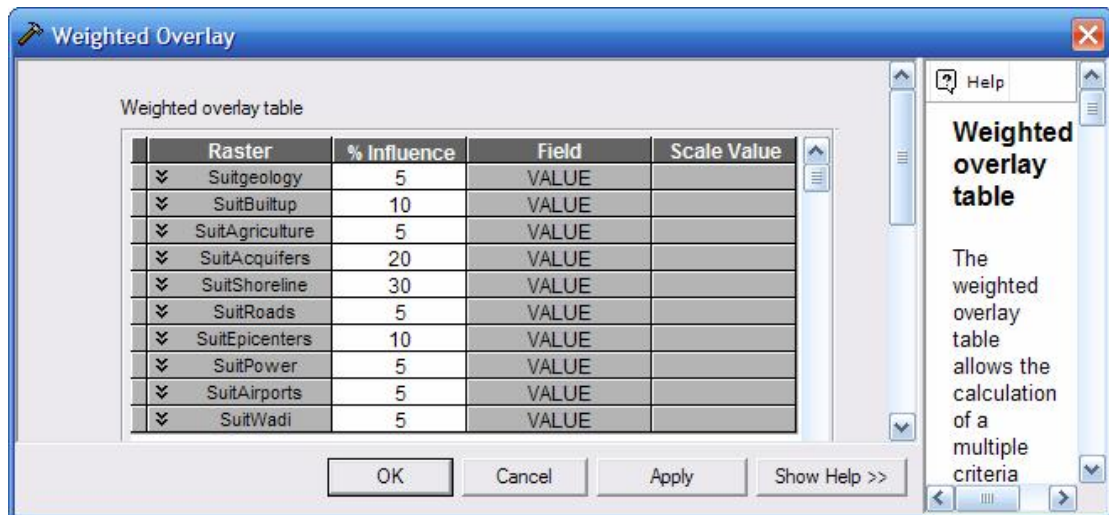 Weighted Overlay
Weighted overlay table
Raster % Influence Field Scale Value
Suitgeology 5 VALUE
SuitBuiltup 10 VALUE
SuitAgriculture 5 VALUE
SuitAcquifers 20 VALUE
SuitShoreline 30 VALUE
SuitRoads 5 VALUE
SuitEpicenters 10 VALUE
SuitPower 5 VALUE
SuitAirports 5 VALUE
SuitWadi 5 VALUE
OK Cancel Apply Show Help >>
Help
Weighted
overlay
table
The
weighted
overlay
table
allows the
calculation
of a
multiple
criteria